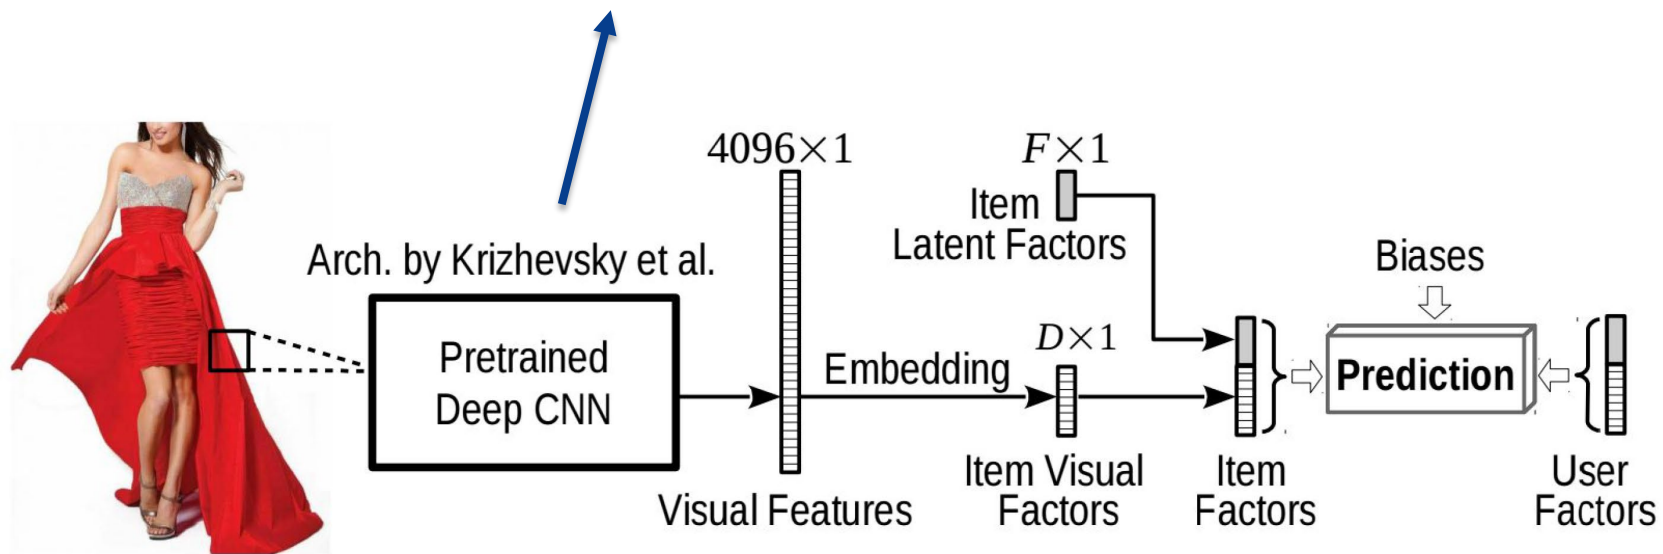 4096×1
F×1
Item
Latent Factors
Arch. by Krizhevsky et al.
Biases
Pretrained
Deep CNN
Embedding
D×1
Prediction
Visual Features
Item Visual
Factors
Item
Factors
User
Factors